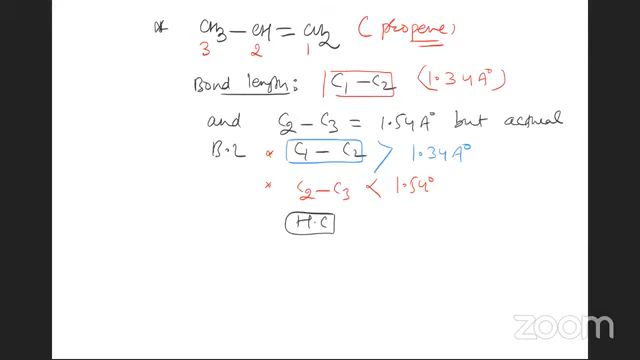 * CH3 – CH = CH2 (propene)
3 2 1
Bond length: C1 – C2 (1.34 A°)
and C2 – C3 = 1.54 A° but actual
B.L * C1 – C2 > 1.34 A°
* C2 – C3 < 1.54°
H.C
zoom